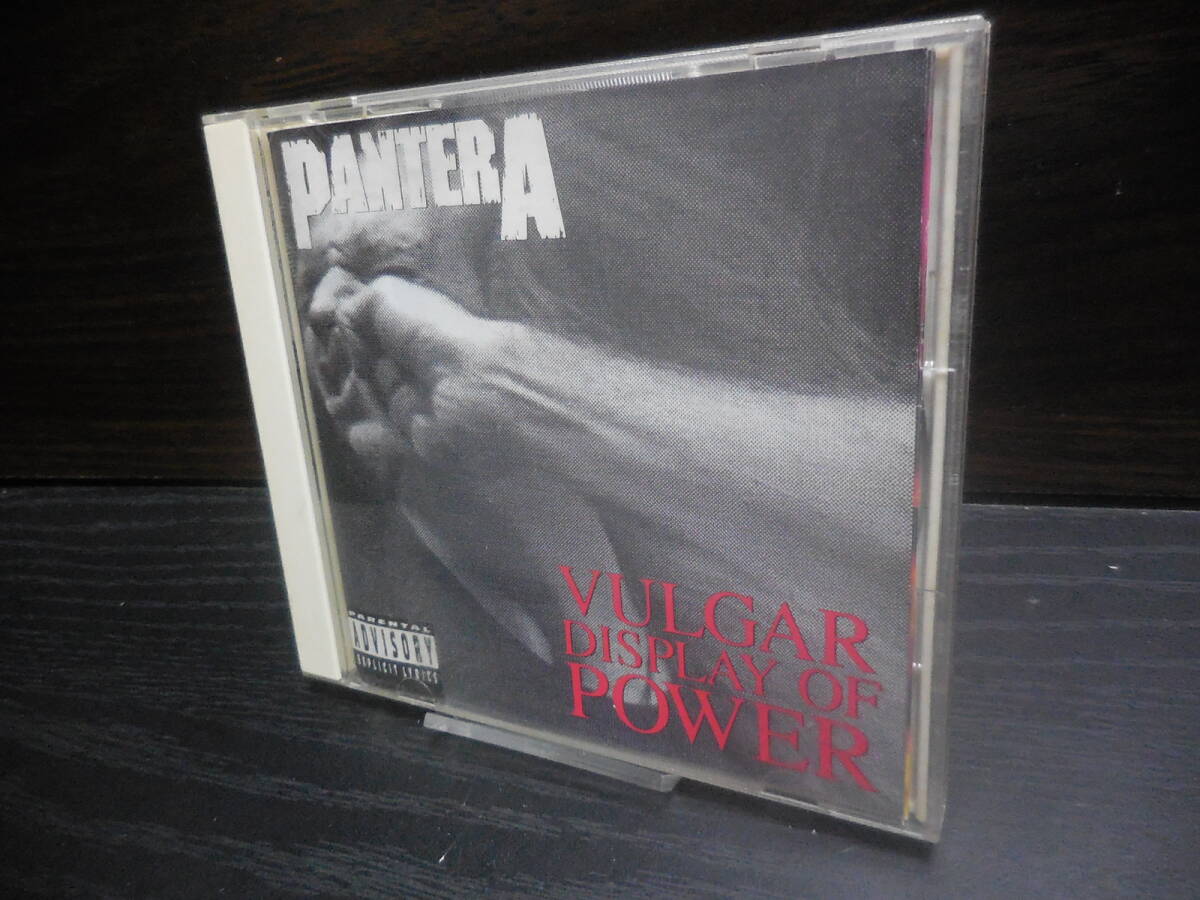 PANTERA
PARENTAL
ADVISORY
EXPLICIT LYRICS
VULGAR
DISPLAY OF
POWER